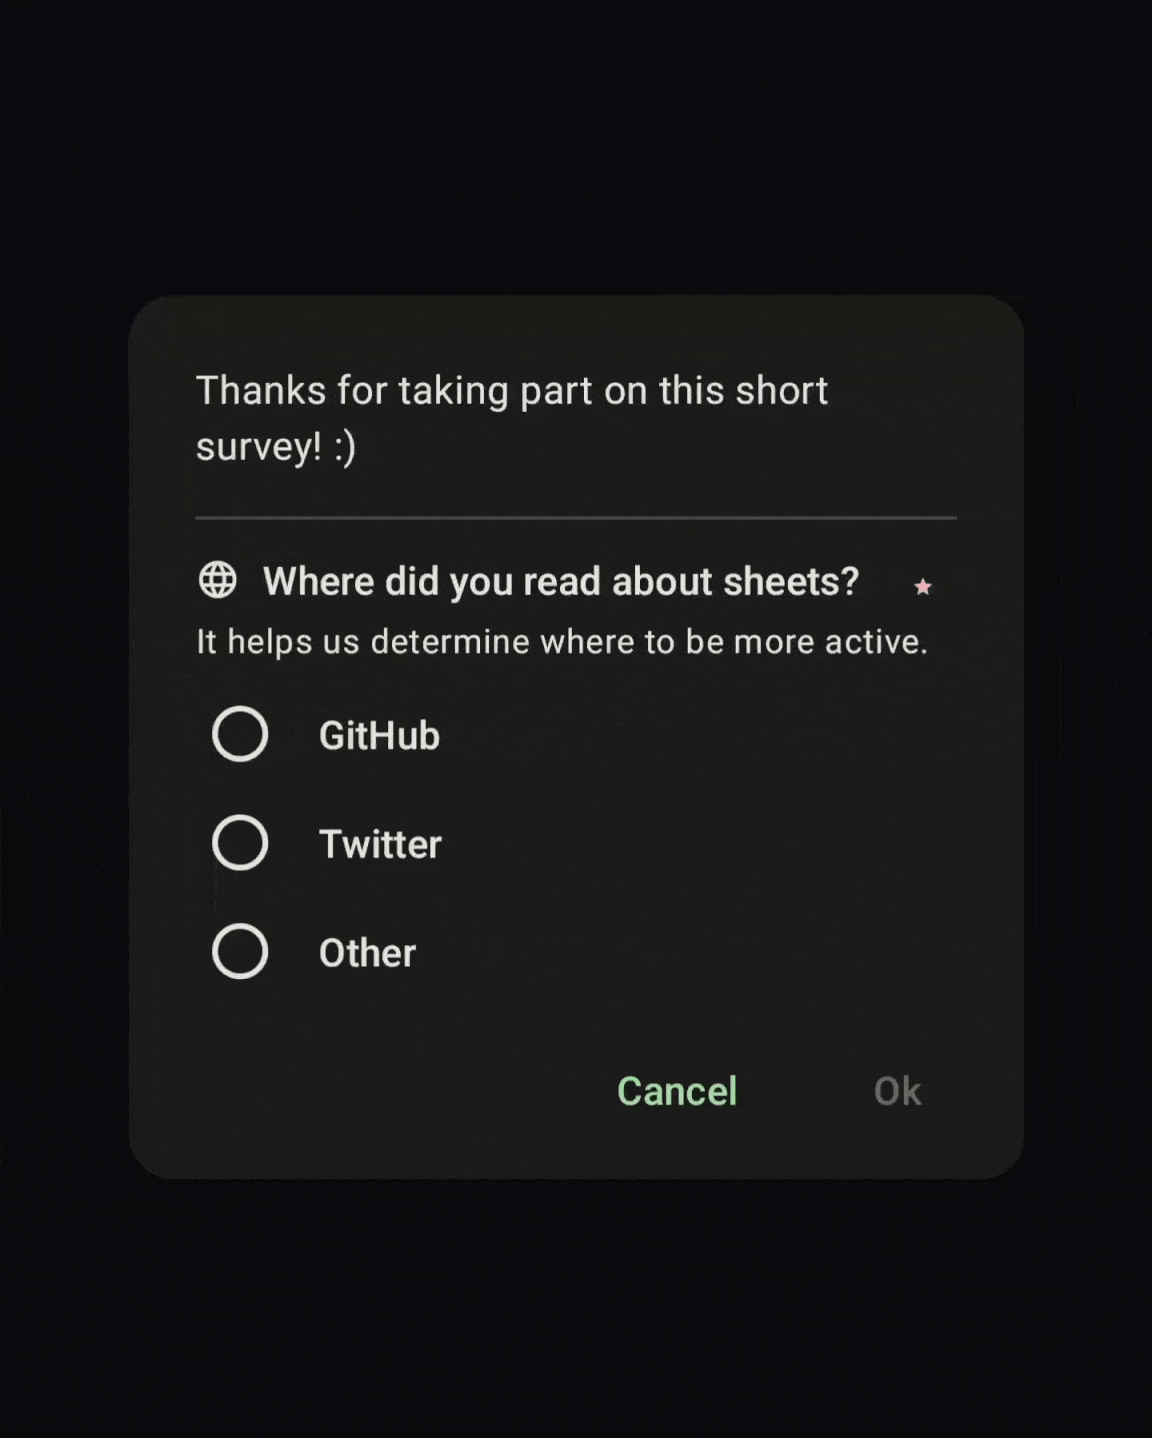 Thanks for taking part on this short
survey! :)
Where did you read about sheets?
It helps us determine where to be more active.
GitHub
Twitter
Other
Cancel
Ok